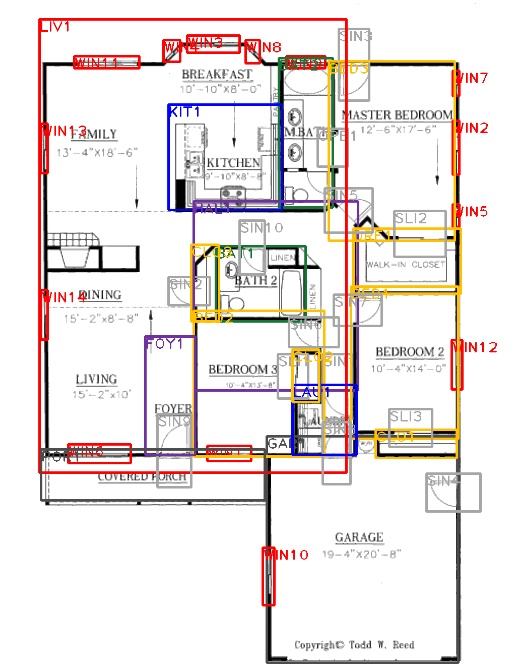 LIV1
SIN3
WIN3
WIN8
WIN11
BREAKFAST
10'-10"X8'-0"
BED3
WIN7
PANTRY
KIT1
MASTER BEDROOM
12'-6"X17'-6"
WIN13
FAMILY
13'-4"X18'-6"
M.BATH
WIN2
KITCHEN
9'-10"X8'-8"
SIN5
WIN5
SLI2
SIN10
BAT1
LINEN
WALK-IN CLOSET
BATH 2
LINEN
SIN2
WIN14
DINING
15'-2"X8'-8"
FOY1
BEDROOM 2
10'-4"X14'-0"
WIN12
LIVING
15'-2"X10'
BEDROOM 3
10'-4"X13'-8"
LAU1
FOYER
SIN9
SLI3
GAR1
WIN6
COVERED PORCH
SIN4
GARAGE
19-4"X20'-8"
WIN10
Copyright© Todd W. Reed